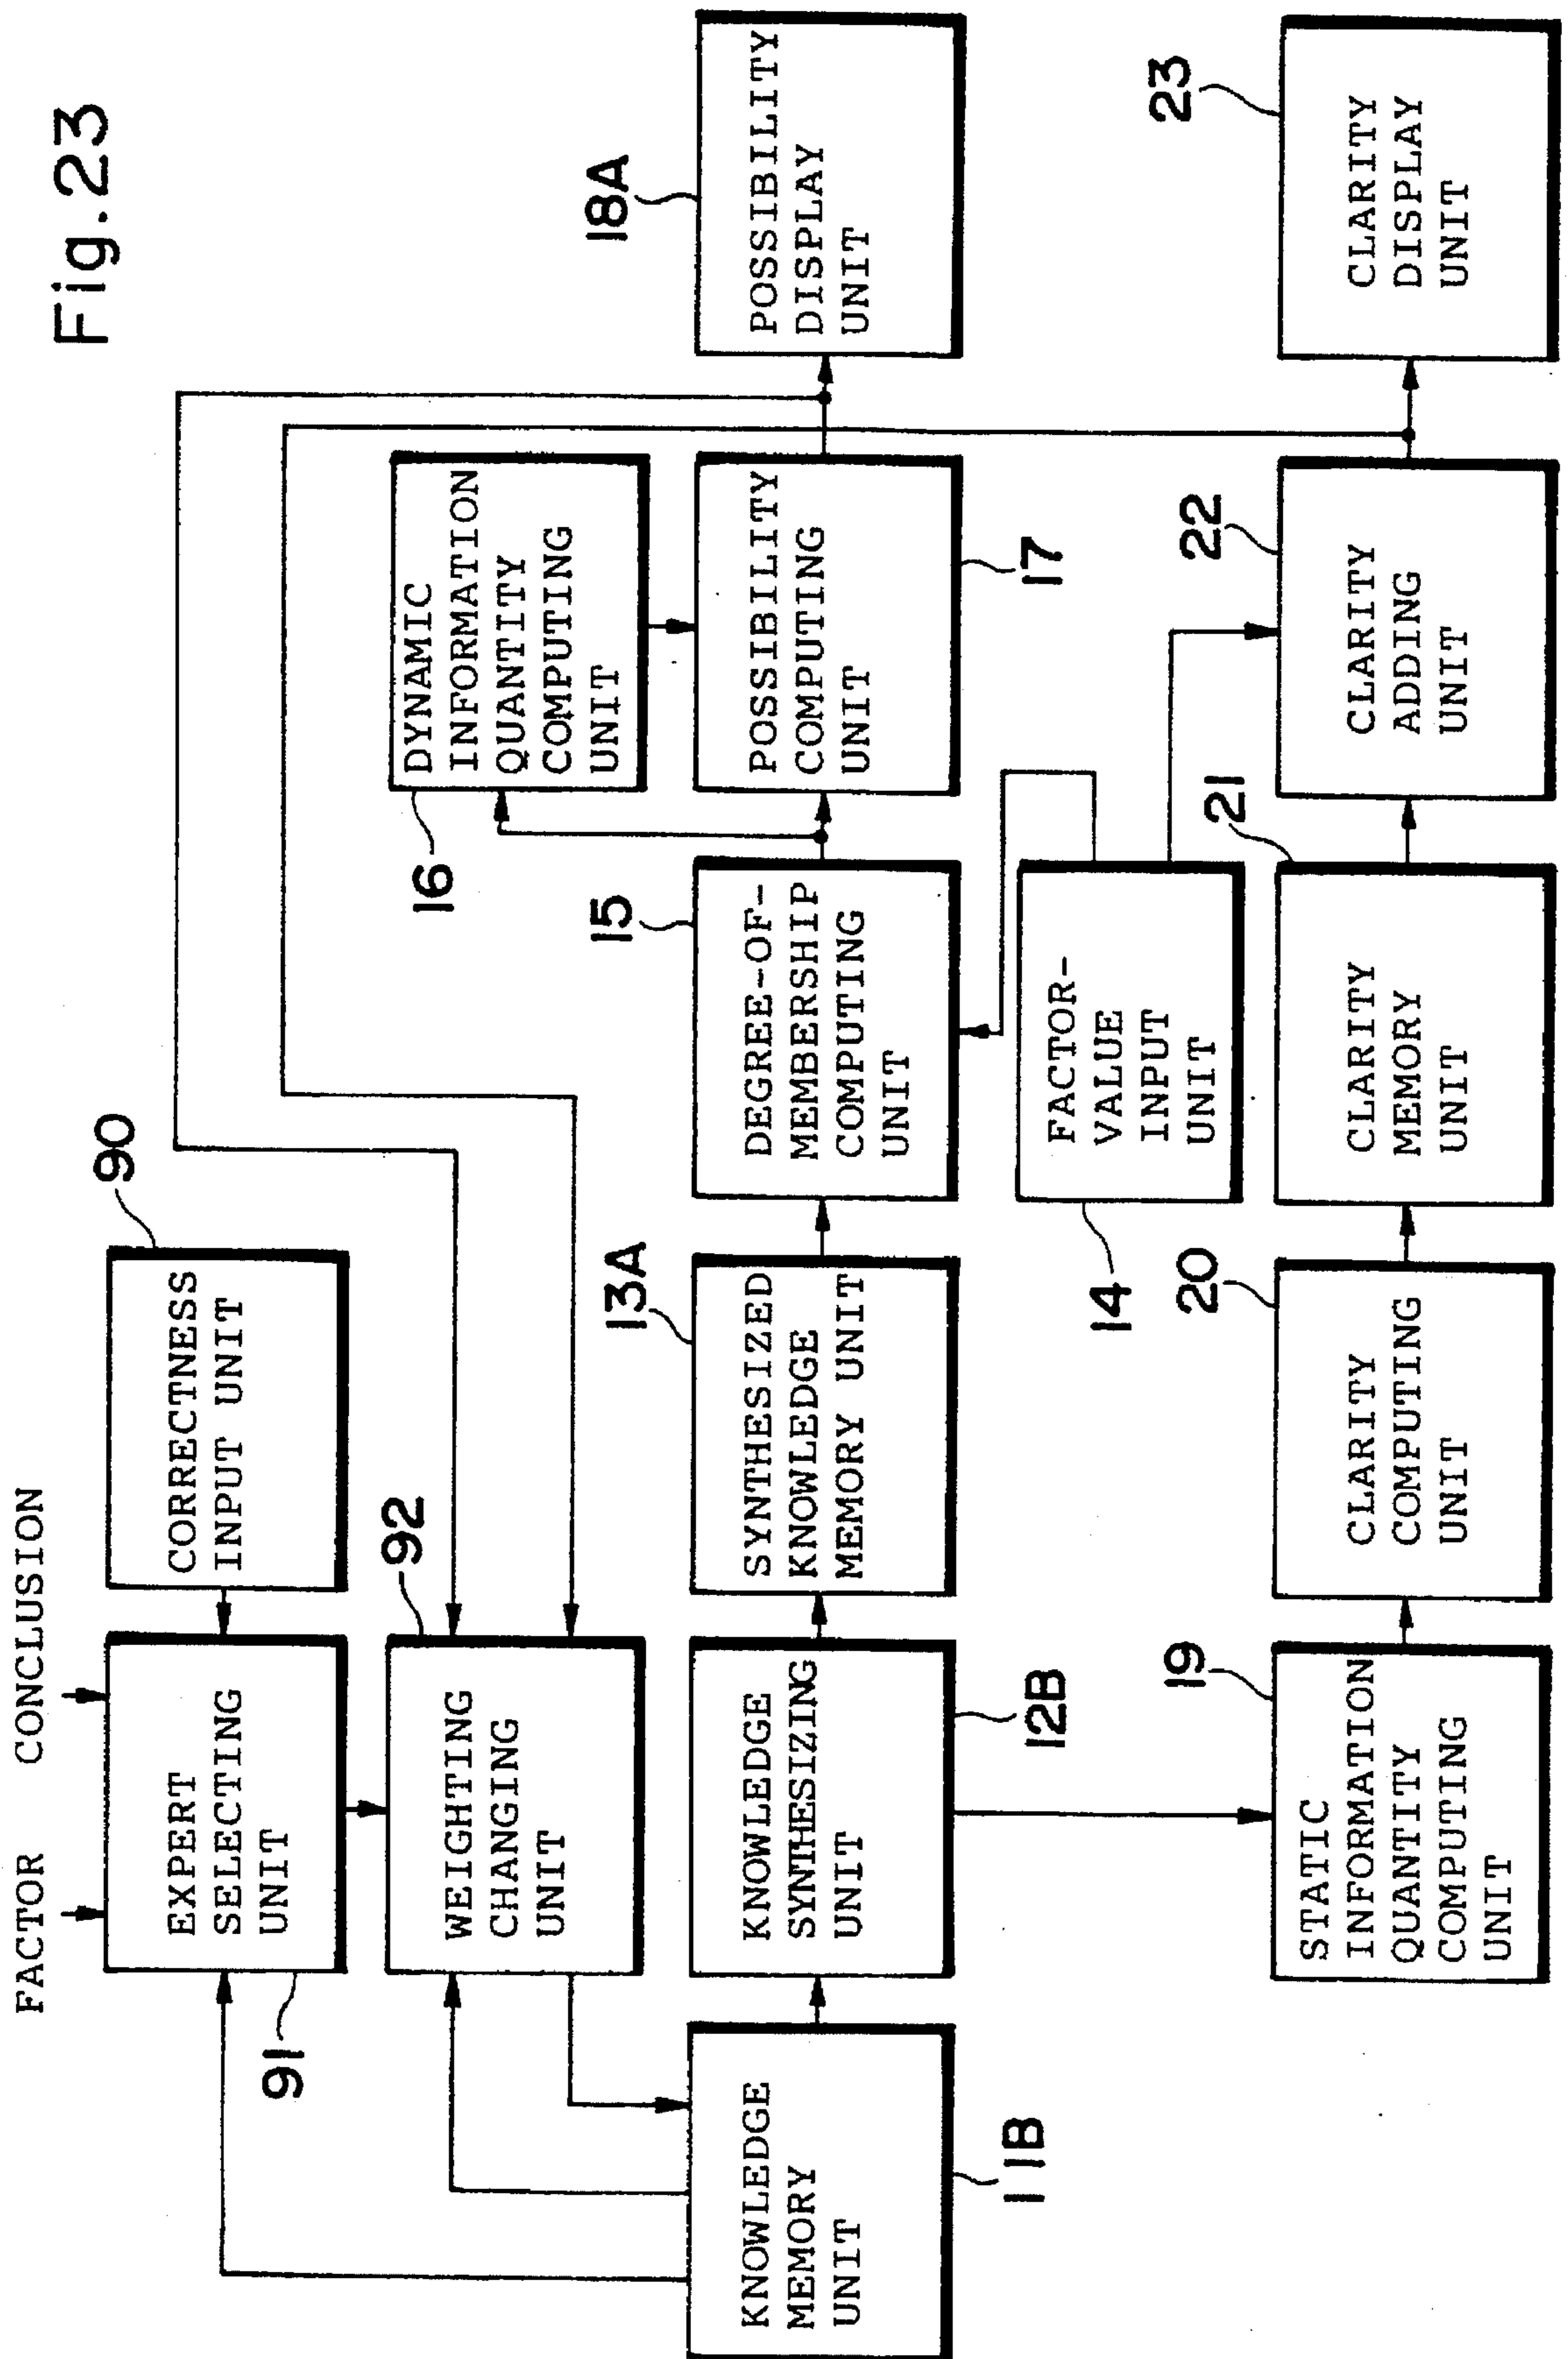 Fig.23
FACTOR
CONCLUSION
EXPERT
SELECTING
UNIT
91
CORRECTNESS
INPUT UNIT
90
WEIGHTING
CHANGING
UNIT
92
DYNAMIC
INFORMATION
QUANTITY
COMPUTING
UNIT
16
KNOWLEDGE
MEMORY
UNIT
11B
KNOWLEDGE
SYNTHESIZING
UNIT
12B
SYNTHESIZED
KNOWLEDGE
MEMORY UNIT
13A
DEGREE-OF-
MEMBERSHIP
COMPUTING
UNIT
15
POSSIBILITY
COMPUTING
UNIT
17
POSSIBILITY
DISPLAY
UNIT
18A
FACTOR-
VALUE
INPUT
UNIT
14
STATIC
INFORMATION
QUANTITY
COMPUTING
UNIT
19
CLARITY
COMPUTING
UNIT
20
CLARITY
MEMORY
UNIT
21
CLARITY
ADDING
UNIT
22
CLARITY
DISPLAY
UNIT
23